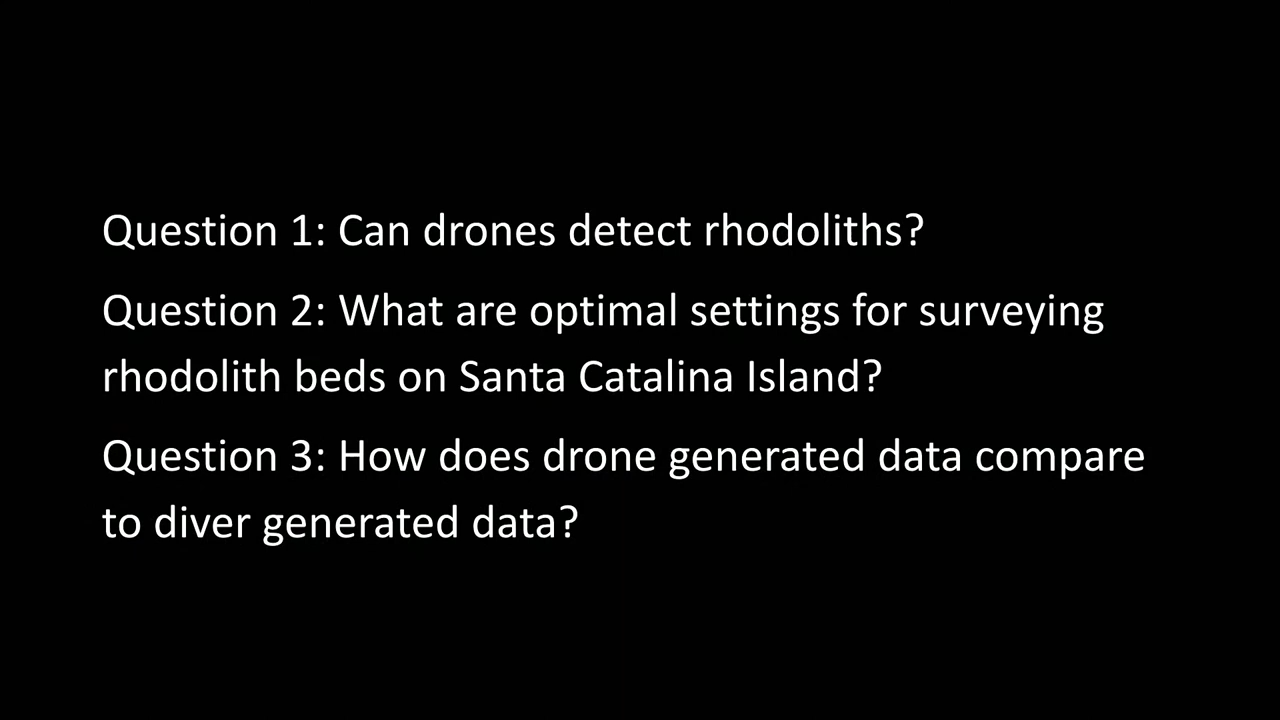 Question 1: Can drones detect rhodoliths?
Question 2: What are optimal settings for surveying
rhodolith beds on Santa Catalina Island?
Question 3: How does drone generated data compare
to diver generated data?